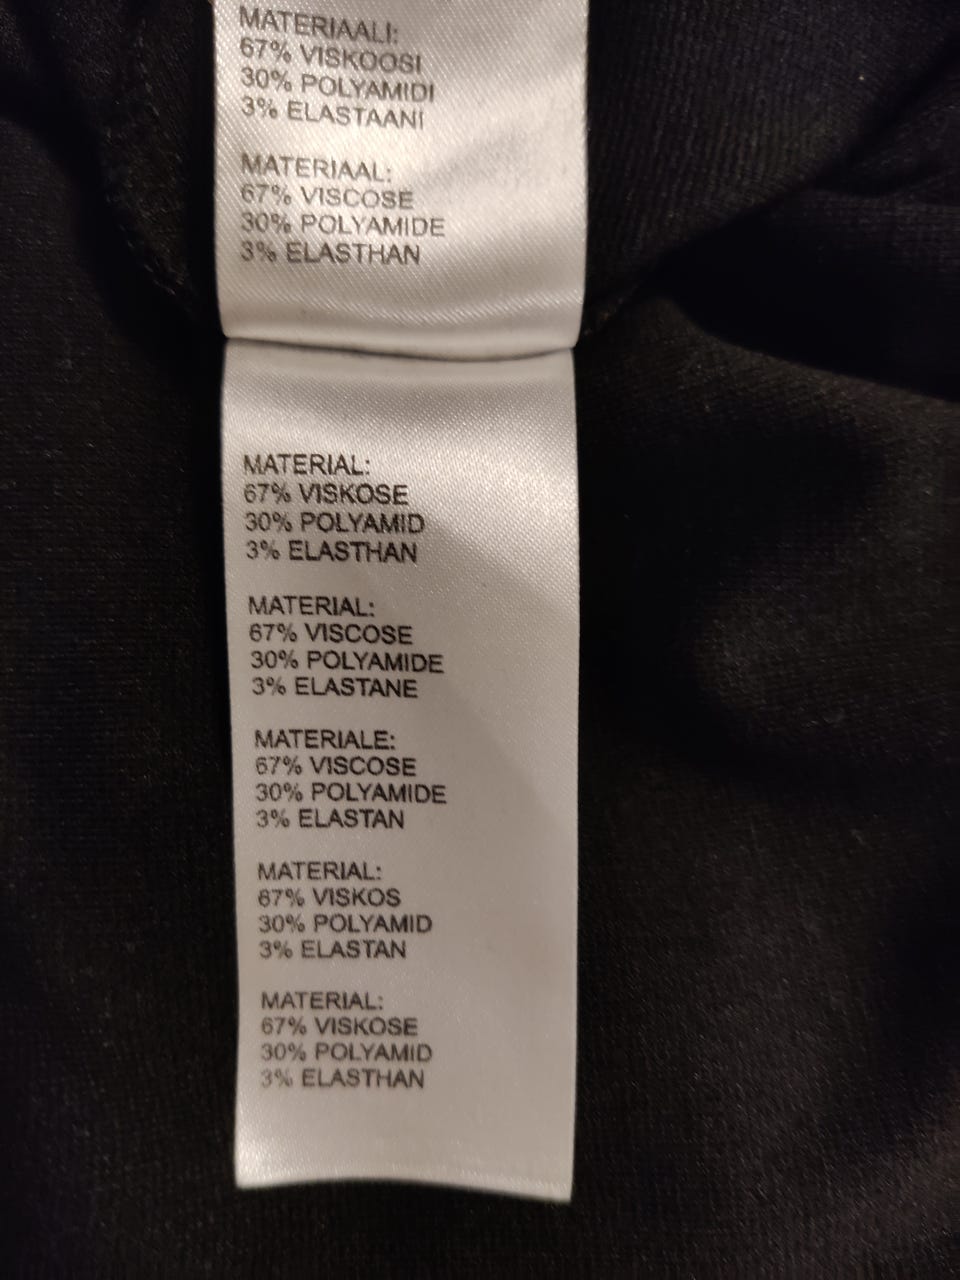 MATERIAALI:
67% VISKOOSI
30% POLYAMIDI
3% ELASTAANI
MATERIAAL:
67% VISCOSE
30% POLYAMIDE
3% ELASTHAN
MATERIAL:
67% VISKOSE
30% POLYAMID
3% ELASTHAN
MATERIAL:
67% VISCOSE
30% POLYAMIDE
3% ELASTANE
MATERIALE:
67% VISCOSE
30% POLYAMIDE
3% ELASTAN
MATERIAL:
67% VISKOS
30% POLYAMID
3% ELASTAN
MATERIAL:
67% VISKOSE
30% POLYAMID
3% ELASTHAN